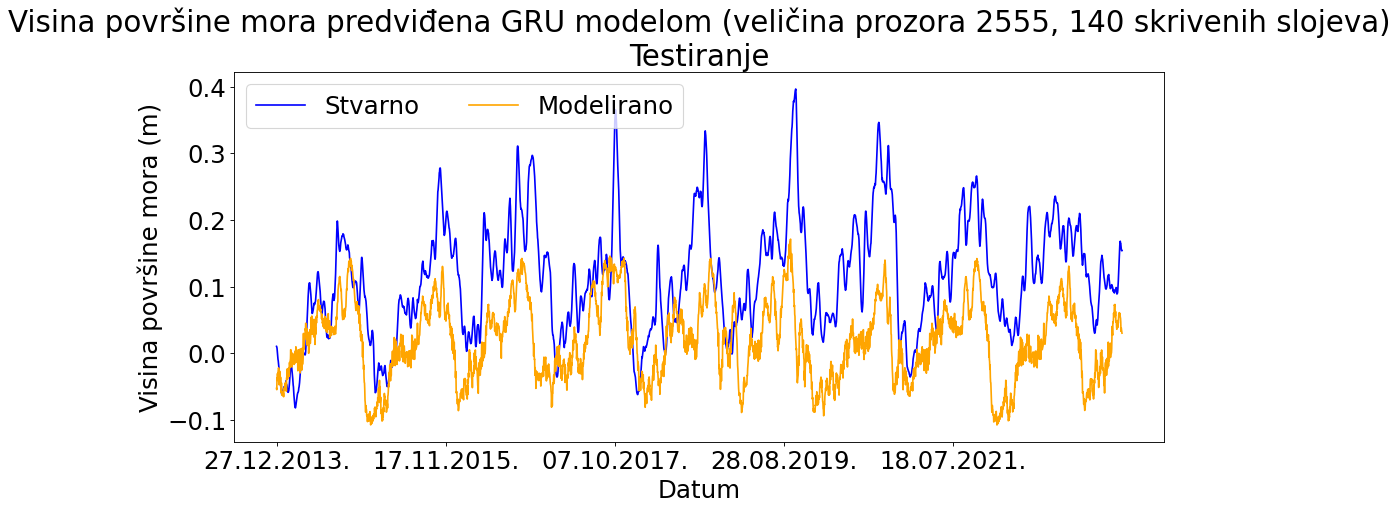 Visina površine mora predviđena GRU modelom (veličina prozora 2555, 140 skrivenih slojeva)
Testiranje
Stvarno Modelirano
Visina površine mora (m)
0.4
0.3
0.2
0.1
0.0
−0.1
27.12.2013. 17.11.2015. 07.10.2017. 28.08.2019. 18.07.2021.
Datum